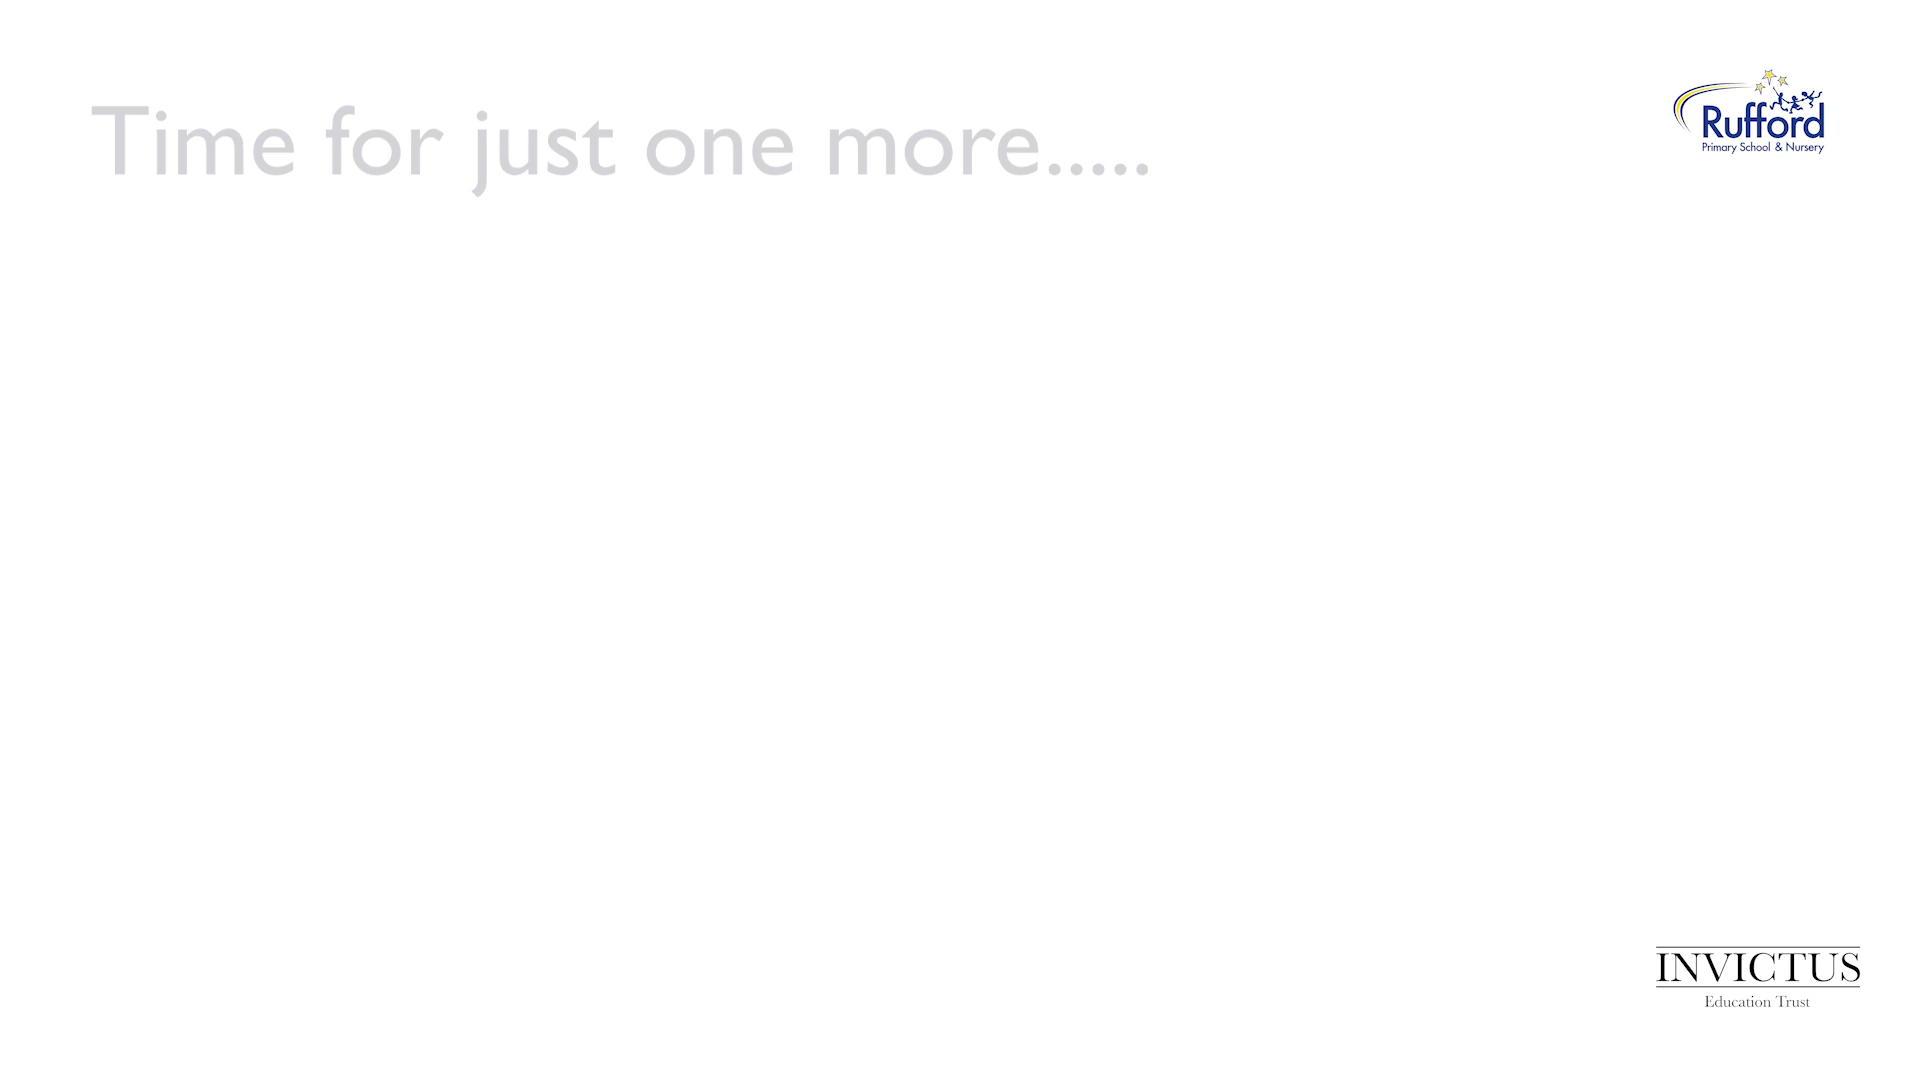 Time for just one more.....
Rufford
Primary School & Nursery
INVICTUS
Education Trust